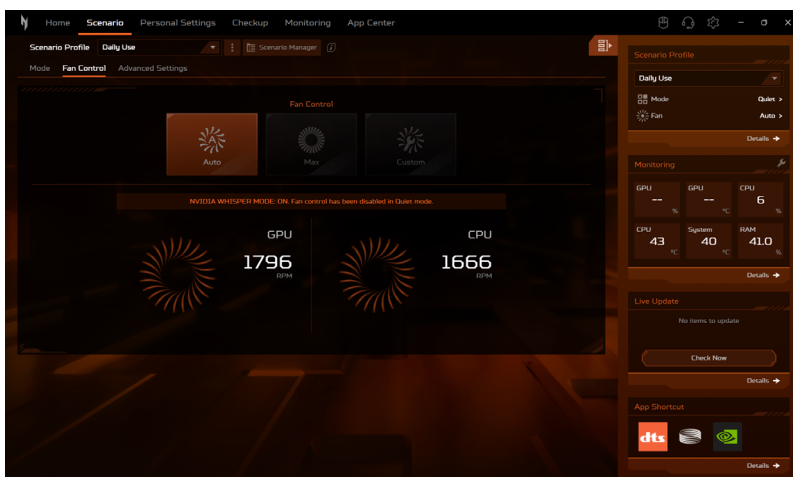 Home Scenario Personal Settings Checkup Monitoring App Center
Scenario Profile Daily Use Scenario Manager
Mode Fan Control Advanced Settings
Fan Control
Auto Max Custom
NVIDIA WHISPER MODE: ON. Fan control has been disabled in Quiet mode.
GPU
1796
RPM
CPU
1666
RPM
Scenario Profile
Daily Use
Mode Quiet >
Fan Auto >
Details
Monitoring
GPU GPU CPU
-- -- 6
% °C %
CPU System RAM
43 40 41.0
°C °C %
Details
Live Update
No items to update
Check Now
Details
App Shortcut
dts
Details